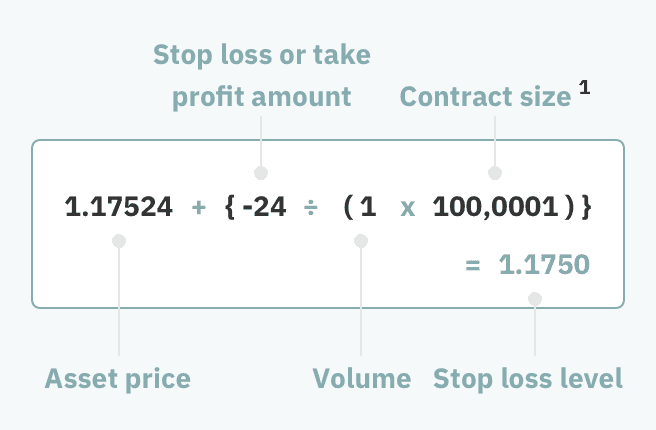 Stop loss or take
profit amount
Contract size 1
1.17524 + {-24 ÷ (1 x 100,0001)}
= 1.1750
Asset price
Volume
Stop loss level